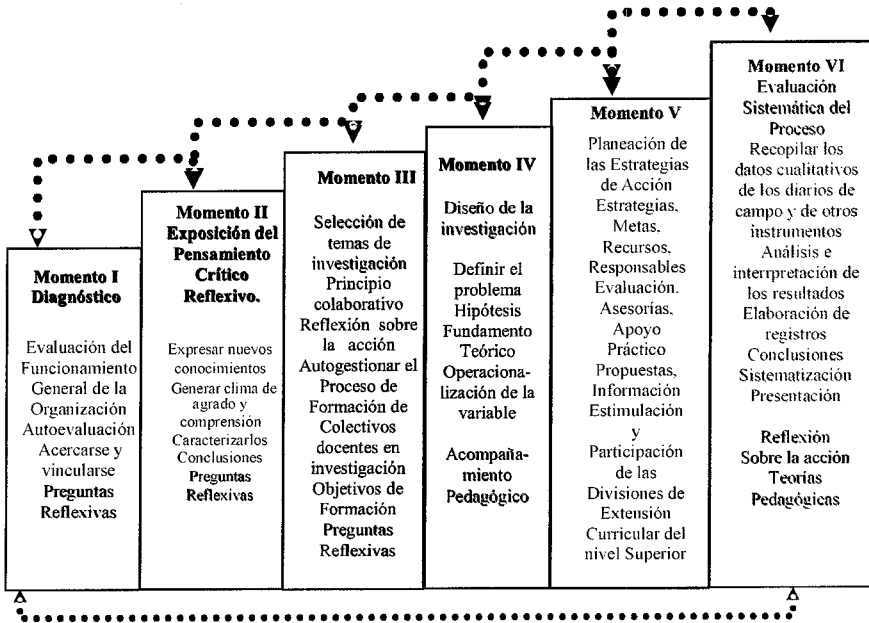 Momento I
Diagnóstico
Evaluación del
Funcionamiento
General de la
Organización
Autoevaluación
Acercarse y
vincularse
Preguntas
Reflexivas
Momento II
Exposición del
Pensamiento
Crítico
Reflexivo.
Expresar nuevos
conocimientos
Generar clima de
agrado y
comprensión
Caracterizarlos
Conclusiones
Preguntas
Reflexivas
Momento III
Selección de
temas de
investigación
Principio
colaborativo
Reflexión sobre
la acción
Autogestionar el
Proceso de
Formación de
Colectivos
docentes en
investigación
Objetivos de
Formación
Preguntas
Reflexivas
Momento IV
Diseño de la
investigación
Definir el
problema
Hipótesis
Fundamento
Teórico
Operaciona-
lización de la
variable
Acompaña-
miento
Pedagógico
Momento V
Planeación de
las Estrategias
de Acción
Estrategias,
Metas,
Recursos,
Responsables
Evaluación.
Asesorías,
Apoyo
Práctico
Propuestas,
Información
Estimulación
y
Participación
de las
Divisiones de
Extensión
Curricular del
nivel Superior
Momento VI
Evaluación
Sistemática del
Proceso
Recopilar los
datos cualitativos
de los diarios de
campo y de otros
instrumentos
Análisis e
interrpretación de
los resultados
Elaboración de
registros
Conclusiones
Sistematización
Presentación
Reflexión
Sobre la acción
Teorías
Pedagógicas